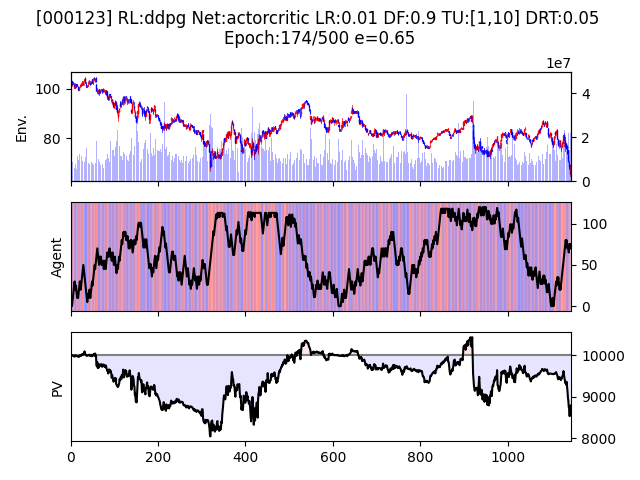 [000123] RL:ddpg Net:actorcritic LR:0.01 DF:0.9 TU:[1,10] DRT:0.05
Epoch:174/500 e=0.65
1e7
Env.
100
80
4
2
0
Agent
100
50
0
PV
10000
9000
8000
0
200
400
600
800
1000